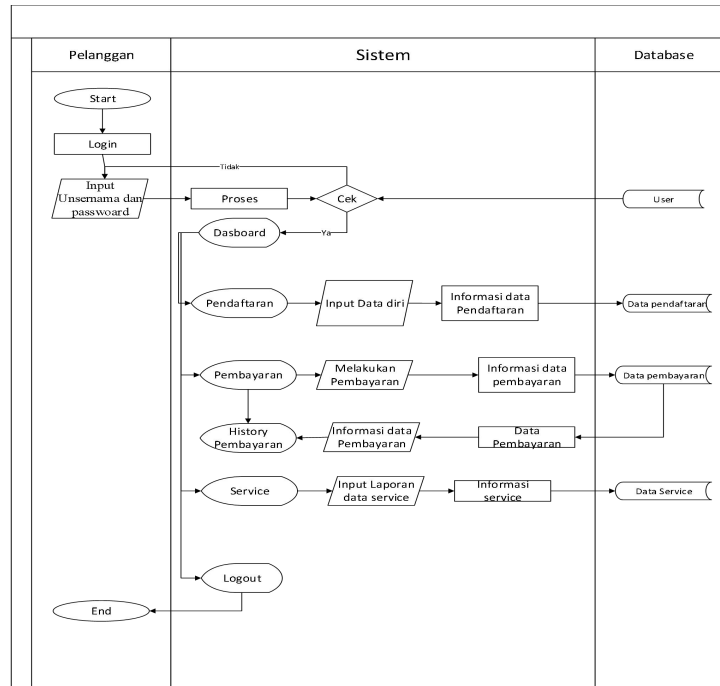 Pelanggan
Sistem
Database
Start
Login
Tidak
Input
Unsernama dan
passwoard
Proses
Cek
User
Dasboard
Ya
Pendaftaran
Input Data diri
Informasi data
Pendaftaran
Data pendaftaran
Pembayaran
Melakukan
Pembayaran
Informasi data
pembayaran
Data pembayaran
History
Pembayaran
Informasi data
Pembayaran
Data
Pembayaran
Service
Input Laporan
data service
Informasi
service
Data Service
Logout
End